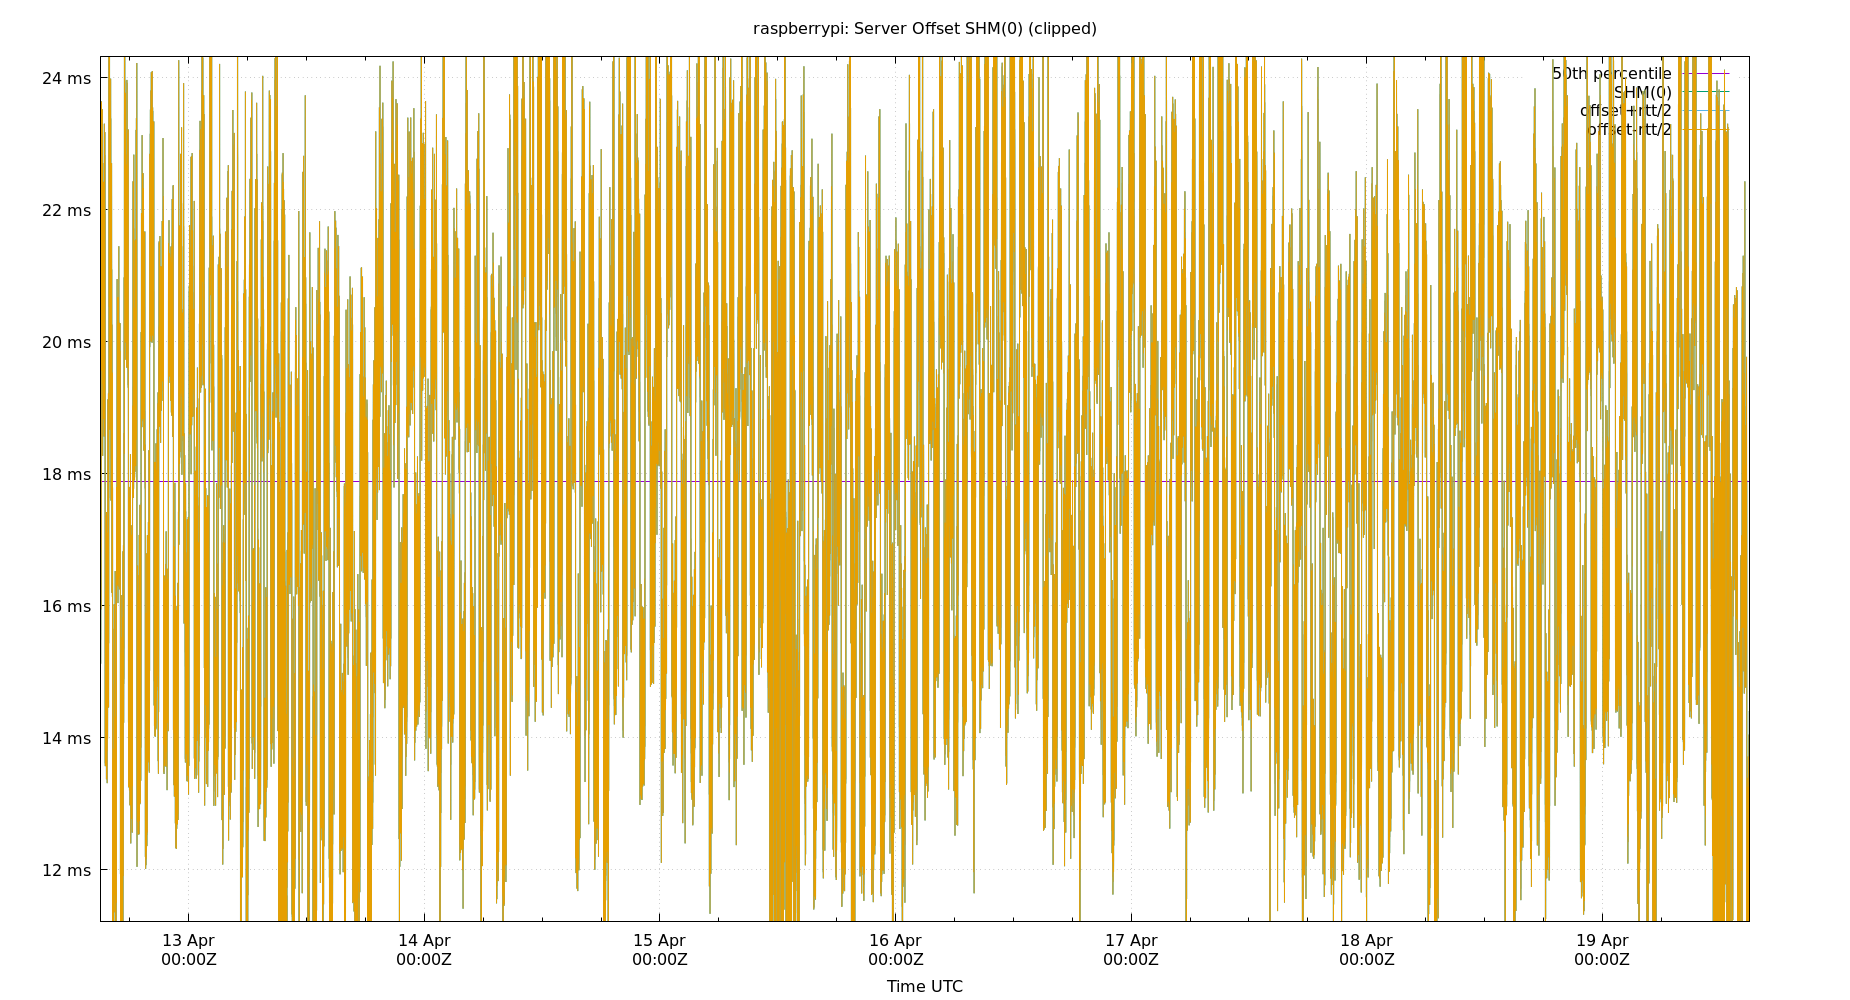 raspberrypi: Server Offset SHM(0) (clipped)
24 ms
22 ms
20 ms
18 ms
16 ms
14 ms
12 ms
50th percentile
SHM(0)
offset+rtt/2
offset-rtt/2
13 Apr 14 Apr 15 Apr 16 Apr 17 Apr 18 Apr 19 Apr
00:00Z 00:00Z 00:00Z 00:00Z 00:00Z 00:00Z 00:00Z
Time UTC